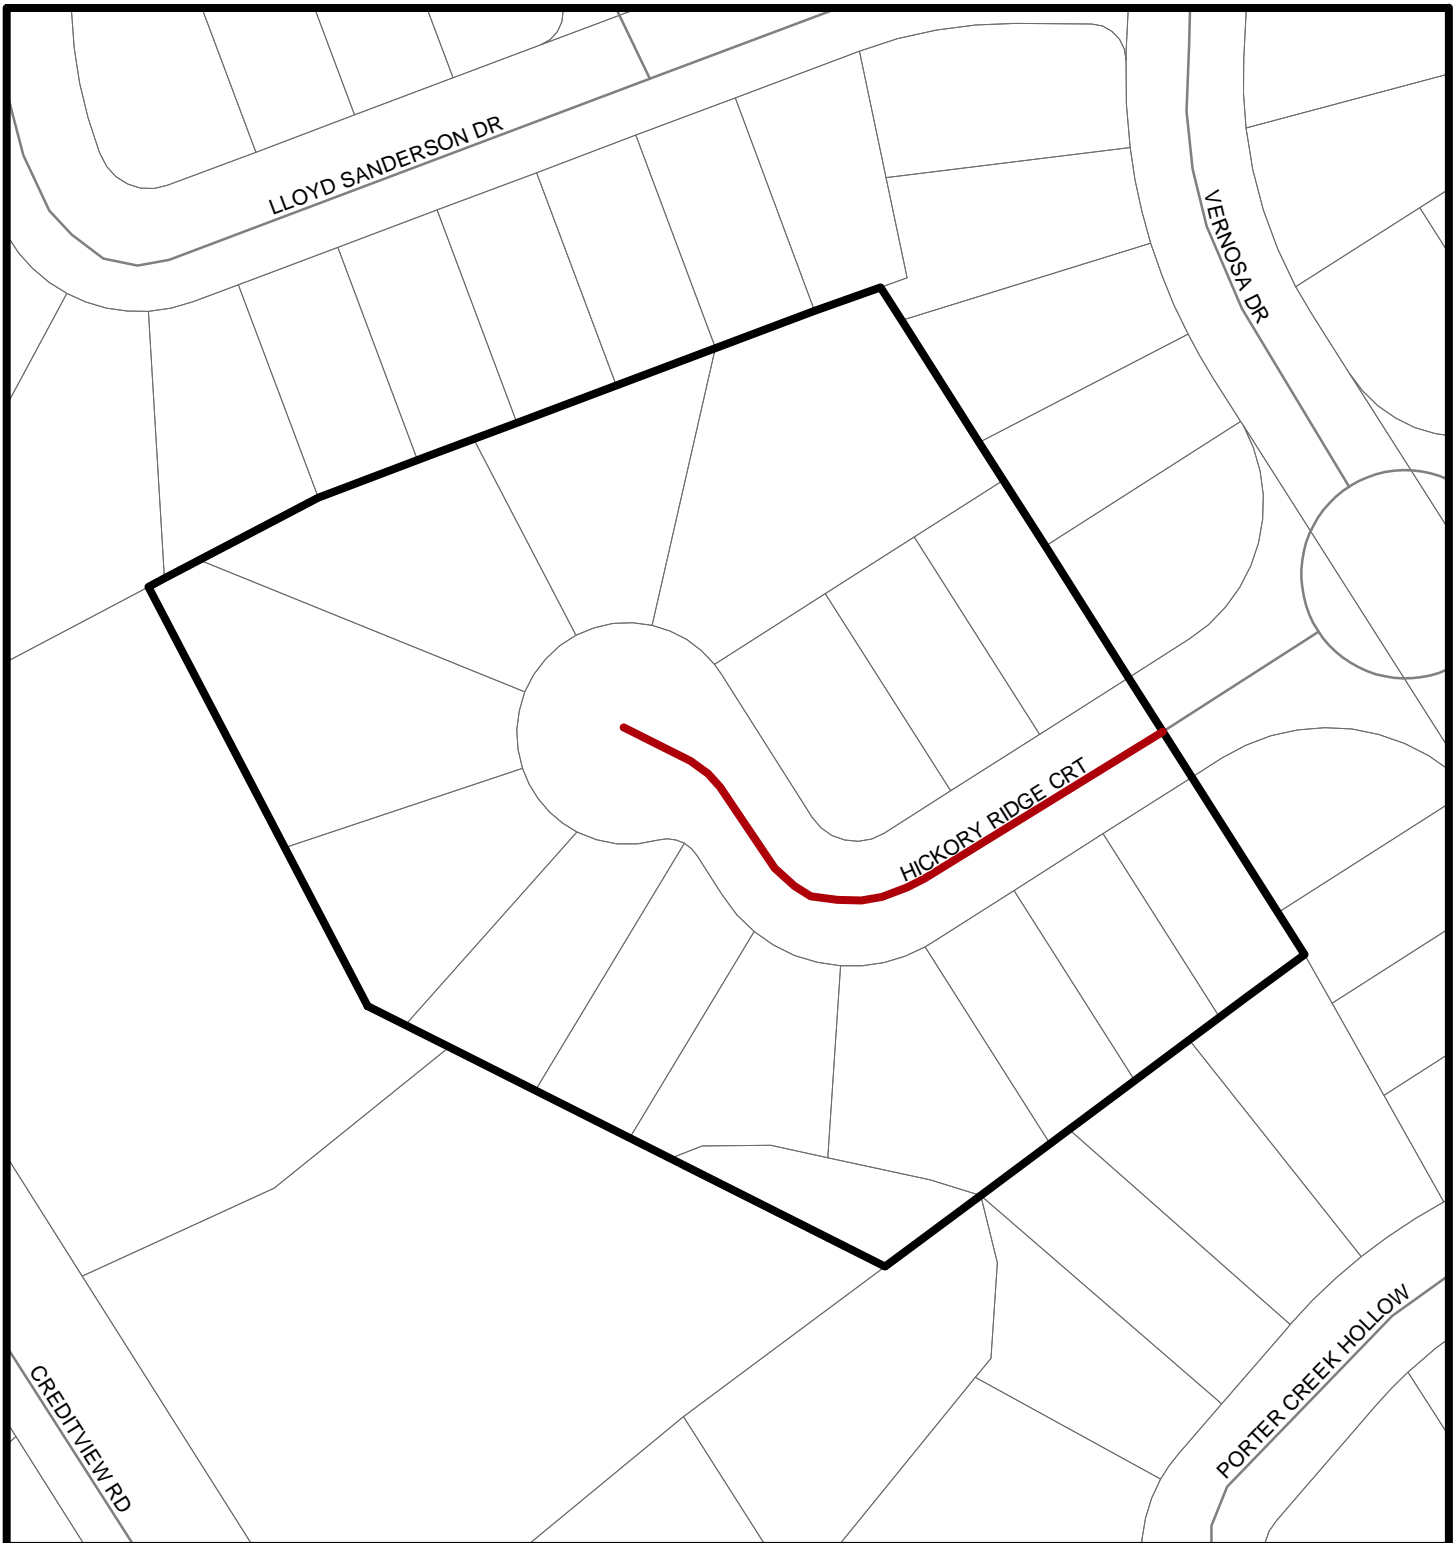 LLOYD SANDERSON DR
VERNOSA DR
HICKORY RIDGE CRT
PORTER CREEK HOLLOW
CREDITVIEW RD